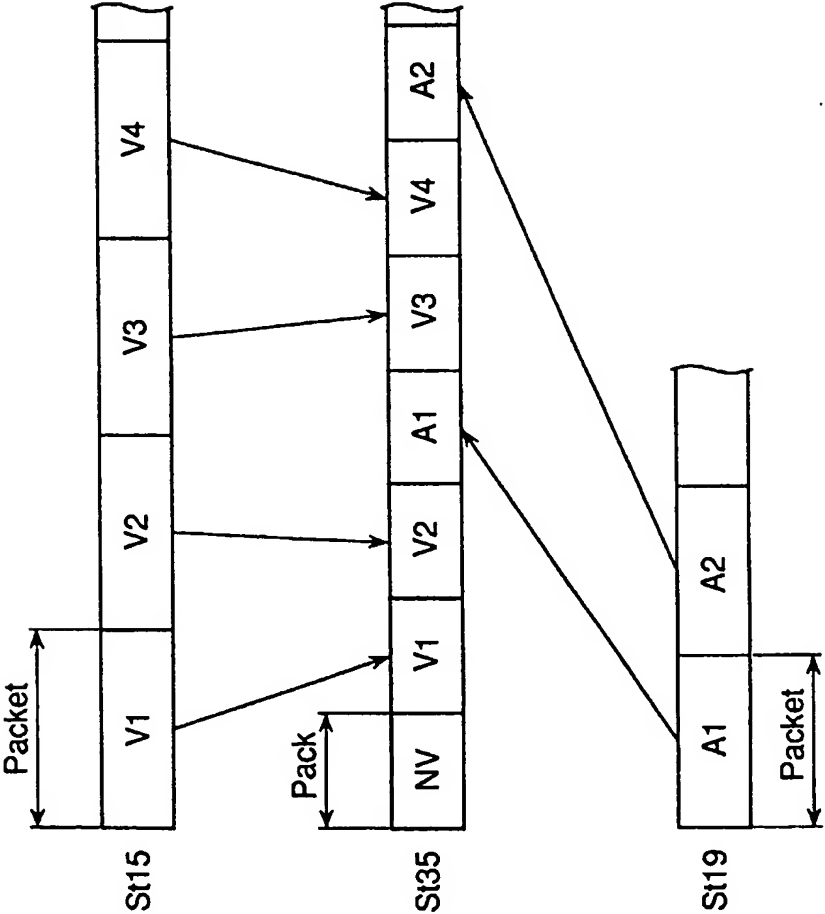 Packet
St15 V1 V2 V3 V4
Pack
St35 NV V1 V2 A1 V3 V4 A2
St19 A1 A2
Packet